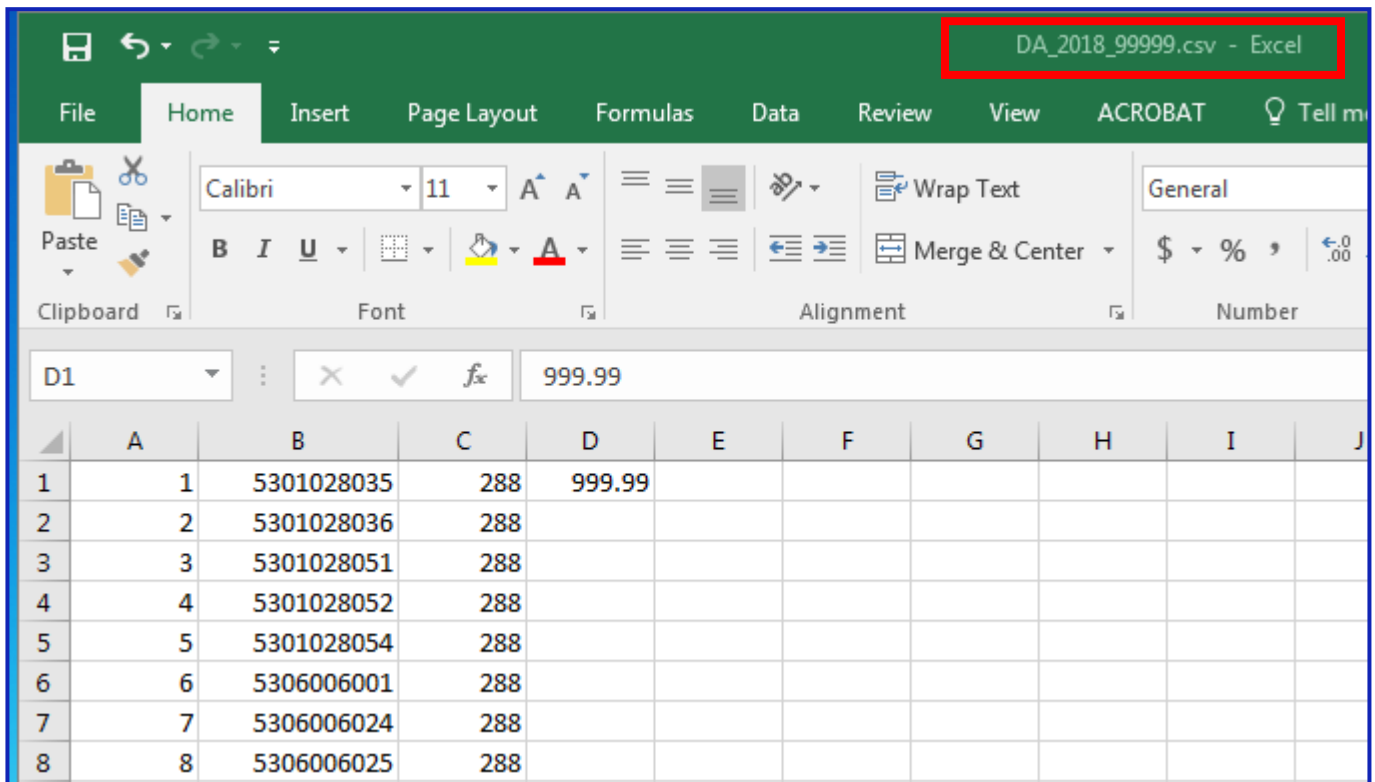 DA_2018_99999.csv - Excel
File Home Insert Page Layout Formulas Data Review View ACROBAT Tell
Paste
Calibri 11 A A Wrap Text General
B I U A Merge & Center $ % , .0 .00
Clipboard Font Alignment Number
D1 fx 999.99
A B C D E F G H I J
1 1 5301028035 288 999.99
2 2 5301028036 288
3 3 5301028051 288
4 4 5301028052 288
5 5 5301028054 288
6 6 5306006001 288
7 7 5306006024 288
8 8 5306006025 288